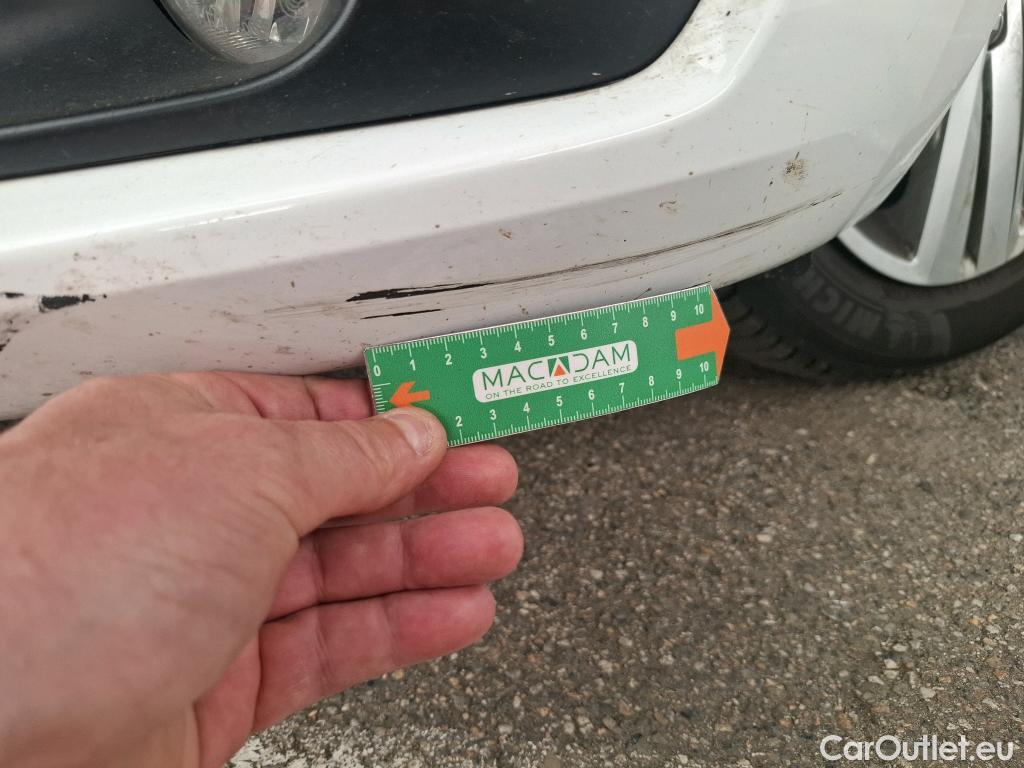 0 1 2 3 4 5 6 7 8 9 10
MACADAM
ON THE ROAD TO EXCELLENCE
2 3 4 5 6 7 8 9 10
MICH
CarOutlet.eu